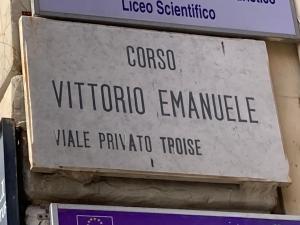 Liceo Scientifico
CORSO
VITTORIO EMANUELE
VIALE PRIVATO TROISE